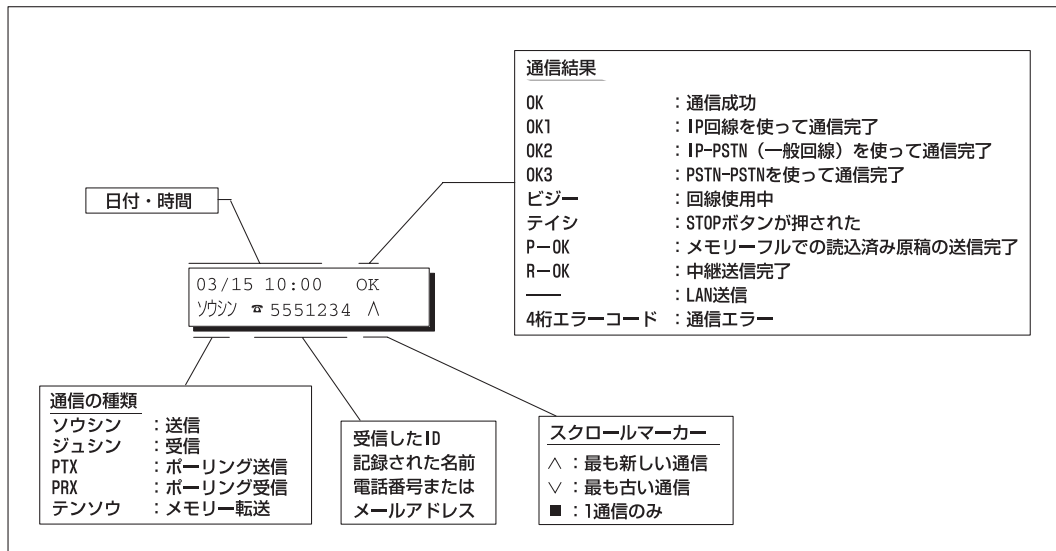 通信結果
OK ：通信成功
OK1 ：IP回線を使って通信完了
OK2 ：IP-PSTN（一般回線）を使って通信完了
OK3 ：PSTN-PSTNを使って通信完了
ビジー ：回線使用中
テイシ ：STOPボタンが押された
P－OK ：メモリーフルでの読込済み原稿の送信完了
R－OK ：中継送信完了
―― ：LAN送信
4桁エラーコード ：通信エラー
日付・時間
03/15 10:00 OK
ソウシン ☎ 5551234 ∧
通信の種類
ソウシン ：送信
ジュシン ：受信
PTX ：ポーリング送信
PRX ：ポーリング受信
テンソウ ：メモリー転送
受信したID
記録された名前
電話番号または
メールアドレス
スクロールマーカー
∧ ：最も新しい通信
∨ ：最も古い通信
■ ：1通信のみ